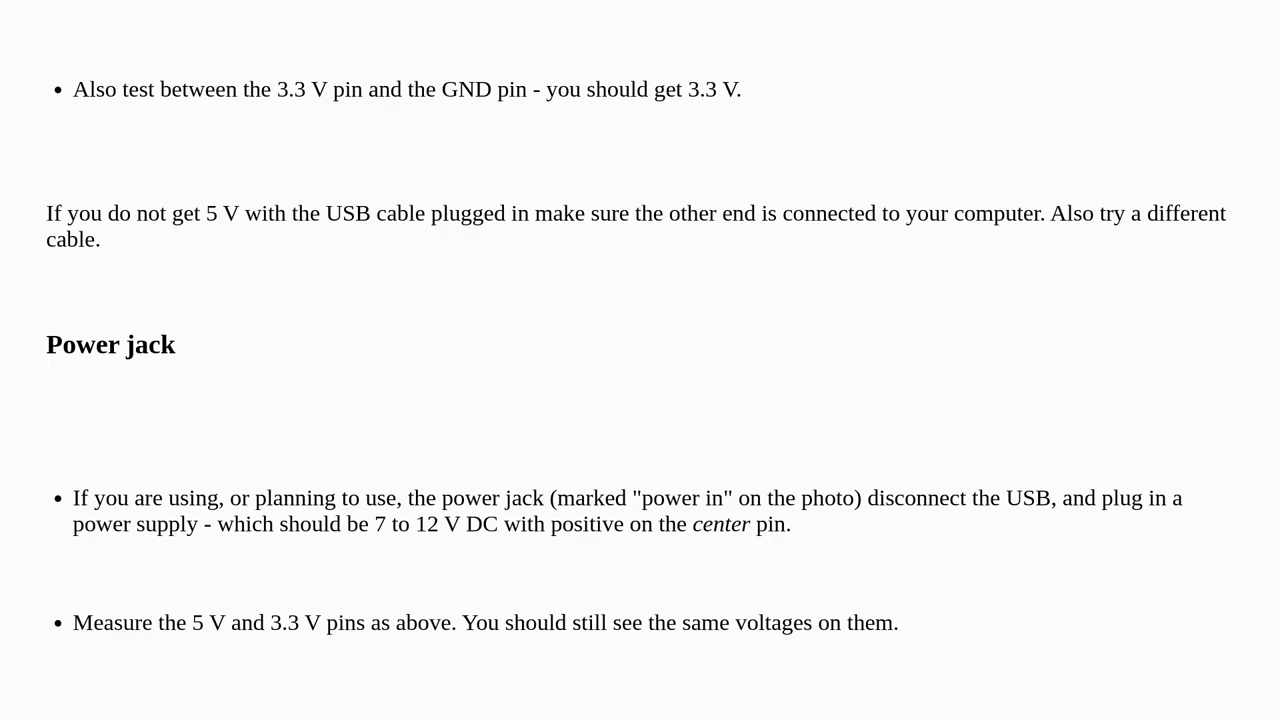 • Also test between the 3.3 V pin and the GND pin - you should get 3.3 V.
If you do not get 5 V with the USB cable plugged in make sure the other end is connected to your computer. Also try a different
cable.
Power jack
• If you are using, or planning to use, the power jack (marked "power in" on the photo) disconnect the USB, and plug in a
power supply - which should be 7 to 12 V DC with positive on the center pin.
• Measure the 5 V and 3.3 V pins as above. You should still see the same voltages on them.